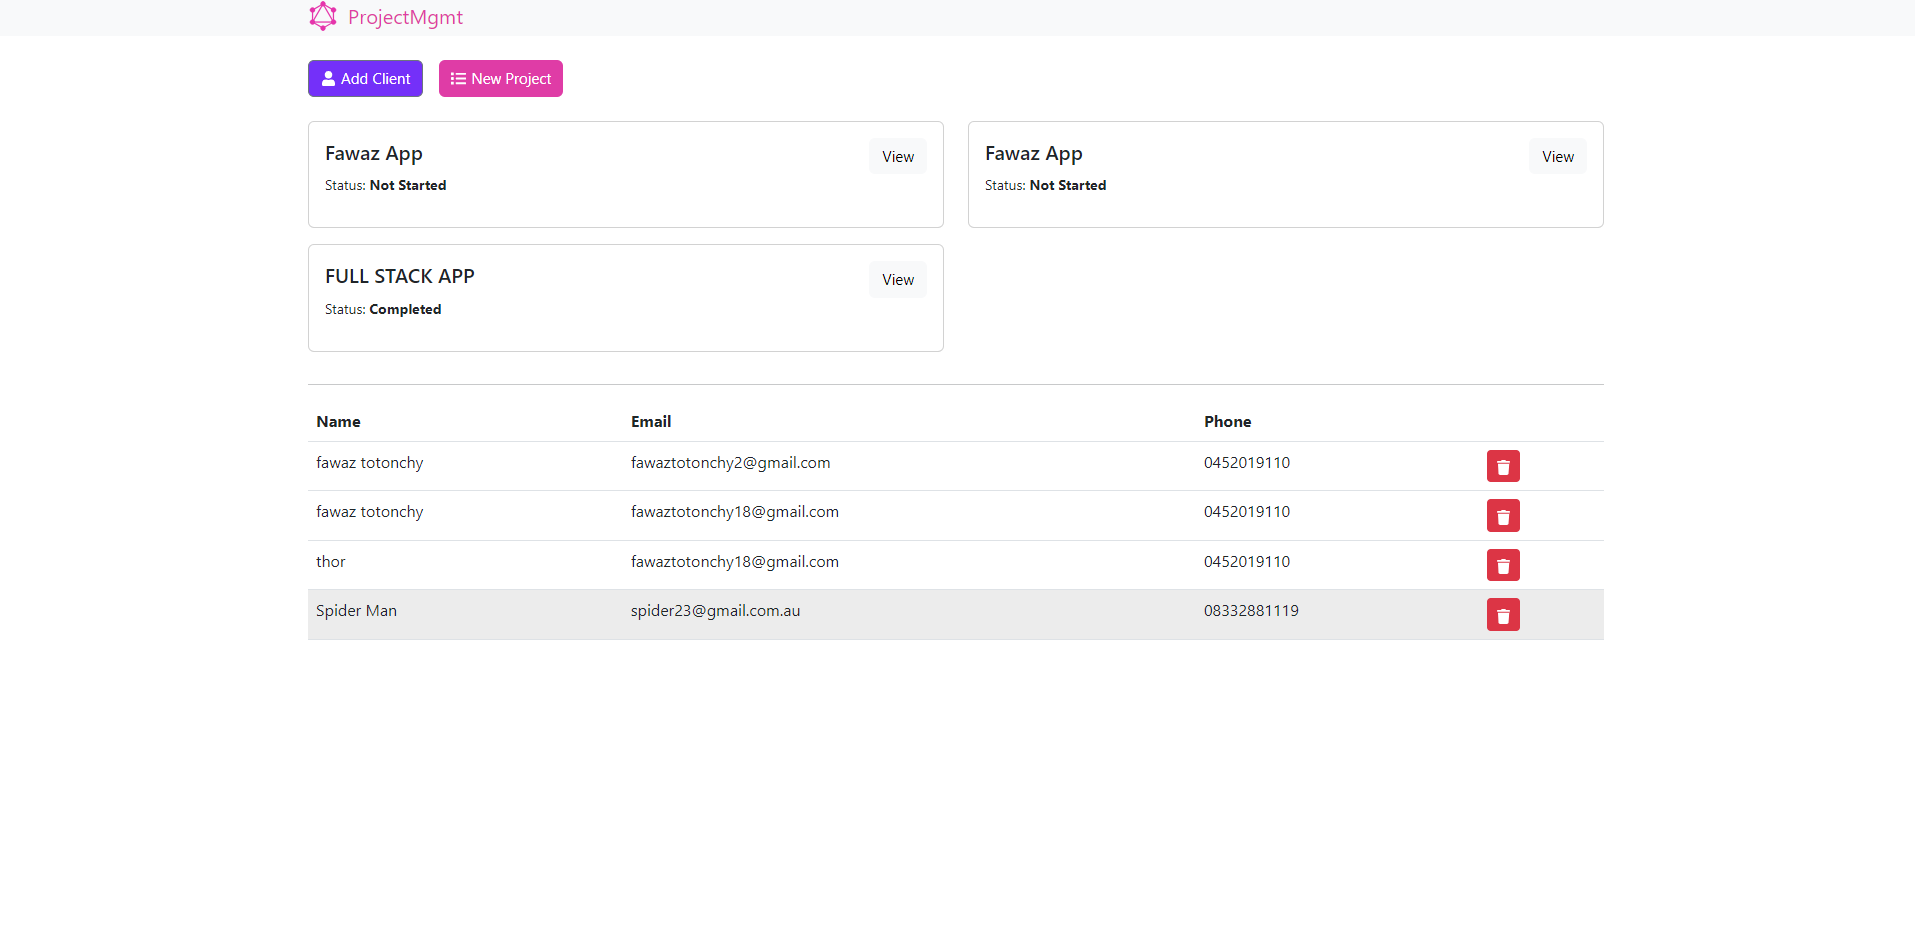 ProjectMgmt
Add Client New Project
Fawaz App View
Status: Not Started
Fawaz App View
Status: Not Started
FULL STACK APP View
Status: Completed
Name Email Phone
fawaz totonchy fawaztotonchy2@gmail.com 0452019110
fawaz totonchy fawaztotonchy18@gmail.com 0452019110
thor fawaztotonchy18@gmail.com 0452019110
Spider Man spider23@gmail.com.au 08332881119